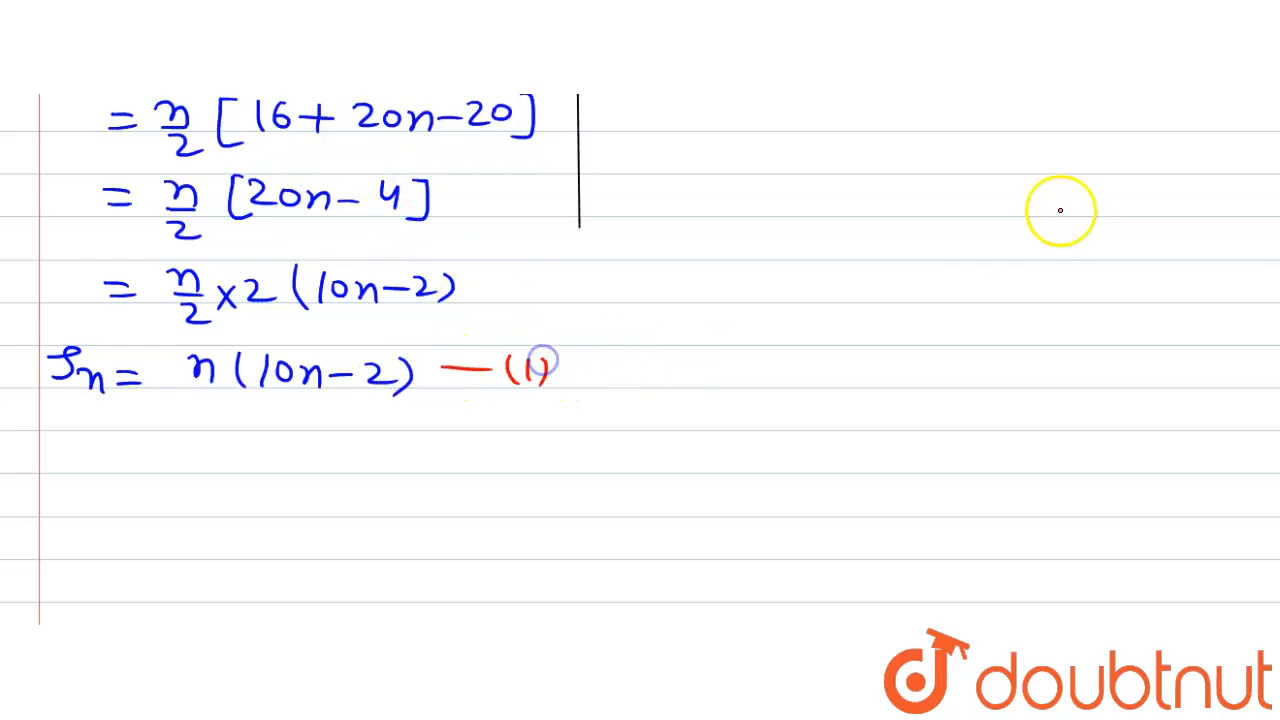 = n/2 [16 + 20n - 20]
= n/2 [20n - 4]
= n/2 × 2 (10n - 2)
Sn = n(10n - 2) — (1)
doubtnut